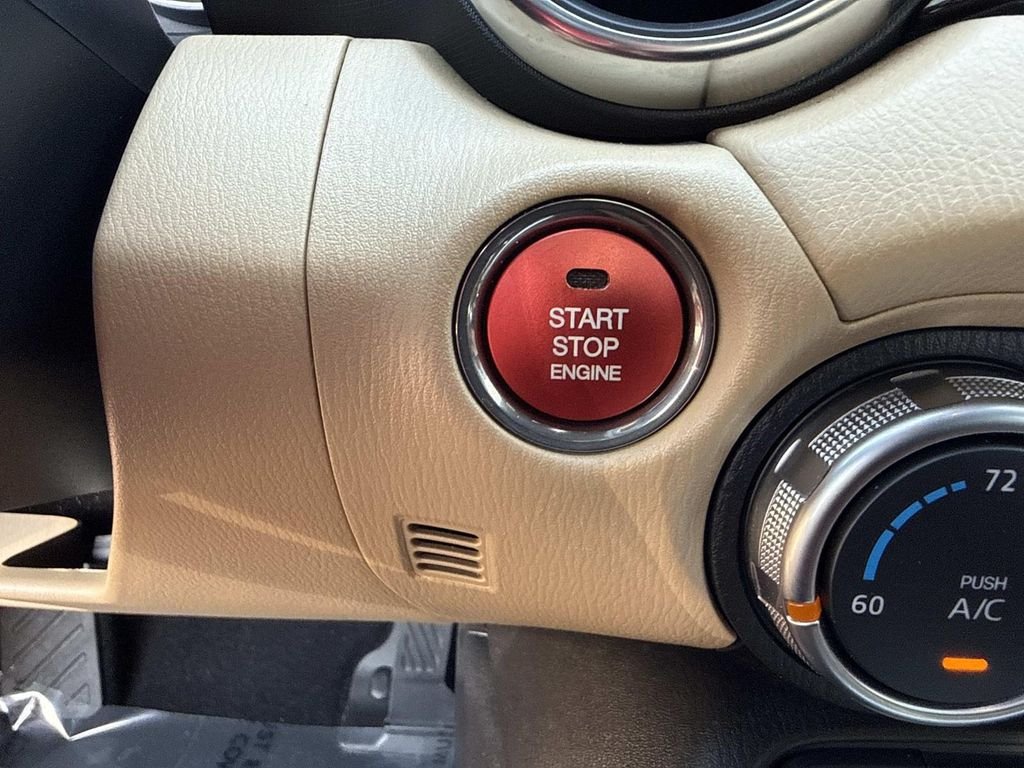 START
STOP
ENGINE
72
60
PUSH
A/C